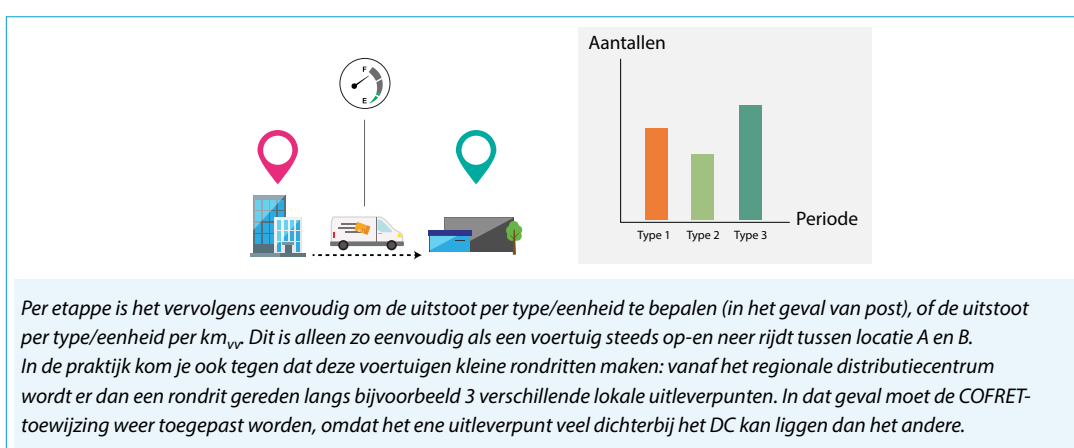 Aantallen
F
E
Periode
Type 1 Type 2 Type 3
Per etappe is het vervolgens eenvoudig om de uitstoot per type/eenheid te bepalen (in het geval van post), of de uitstoot
per type/eenheid per km_vv. Dit is alleen zo eenvoudig als een voertuig steeds op-en neer rijdt tussen locatie A en B.
In de praktijk kom je ook tegen dat deze voertuigen kleine rondritten maken: vanaf het regionale distributiecentrum
wordt er dan een rondrit gereden langs bijvoorbeeld 3 verschillende lokale uitleverpunten. In dat geval moet de COFRET-
toewijzing weer toegepast worden, omdat het ene uitleverpunt veel dichterbij het DC kan liggen dan het andere.